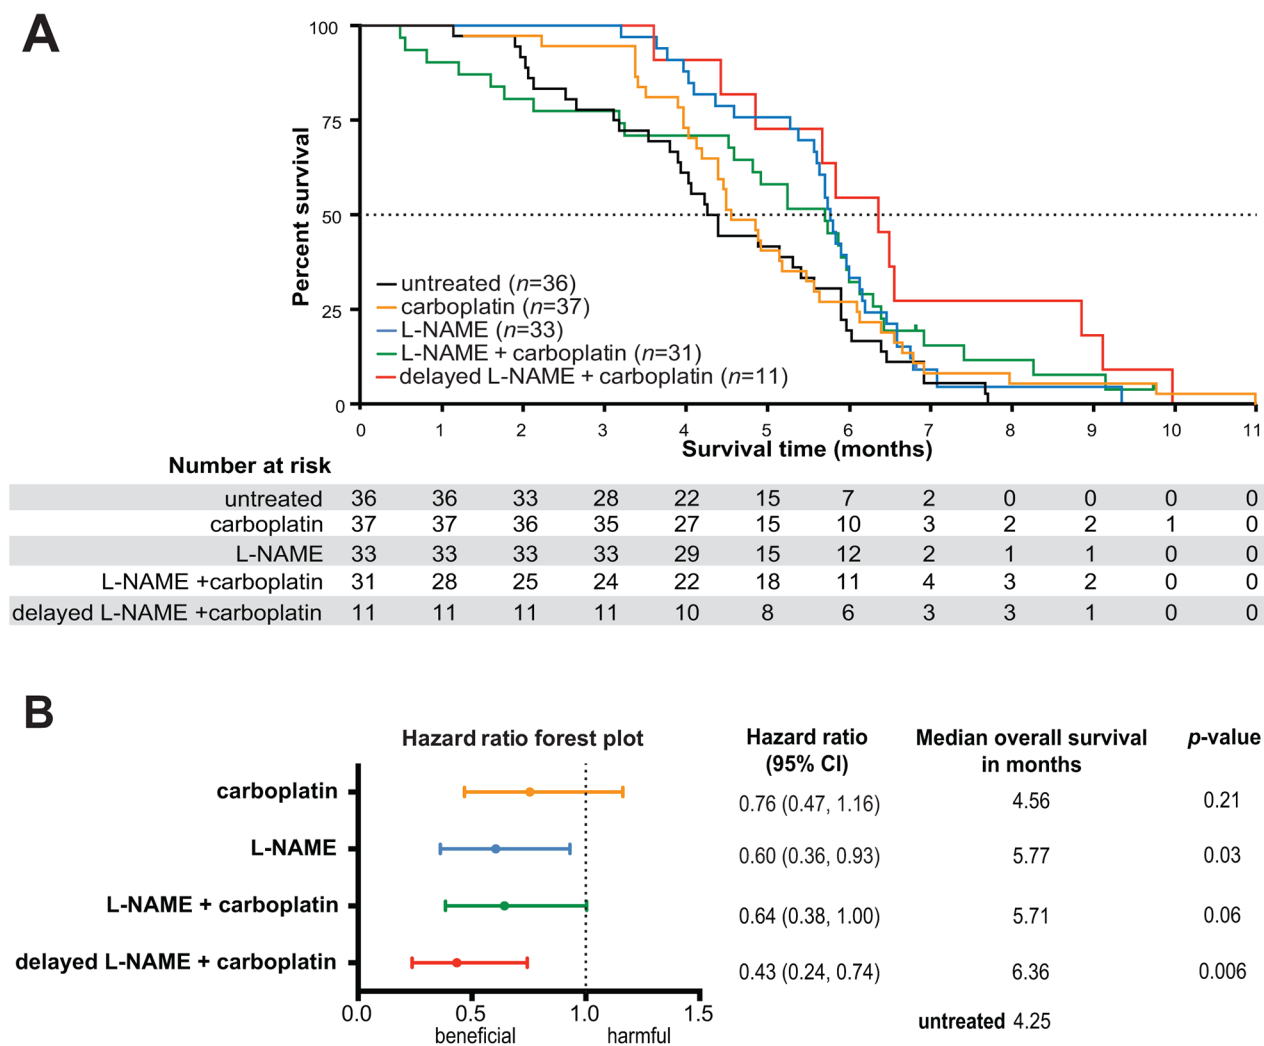 A
100
75
50
25
0
Percent survival
untreated (n=36)
carboplatin (n=37)
L-NAME (n=33)
L-NAME + carboplatin (n=31)
delayed L-NAME + carboplatin (n=11)
0 1 2 3 4 5 6 7 8 9 10 11
Survival time (months)
Number at risk
untreated 36 36 33 28 22 15 7 2 0 0 0 0
carboplatin 37 37 36 35 27 15 10 3 2 2 1 0
L-NAME 33 33 33 33 29 15 12 2 1 1 0 0
L-NAME +carboplatin 31 28 25 24 22 18 11 4 3 2 0 0
delayed L-NAME +carboplatin 11 11 11 11 10 8 6 3 3 1 0 0
B
Hazard ratio forest plot
Hazard ratio
(95% CI)
Median overall survival
in months
p-value
carboplatin 0.76 (0.47, 1.16) 4.56 0.21
L-NAME 0.60 (0.36, 0.93) 5.77 0.03
L-NAME + carboplatin 0.64 (0.38, 1.00) 5.71 0.06
delayed L-NAME + carboplatin 0.43 (0.24, 0.74) 6.36 0.006
untreated 4.25
0.0 0.5 1.0 1.5
beneficial harmful